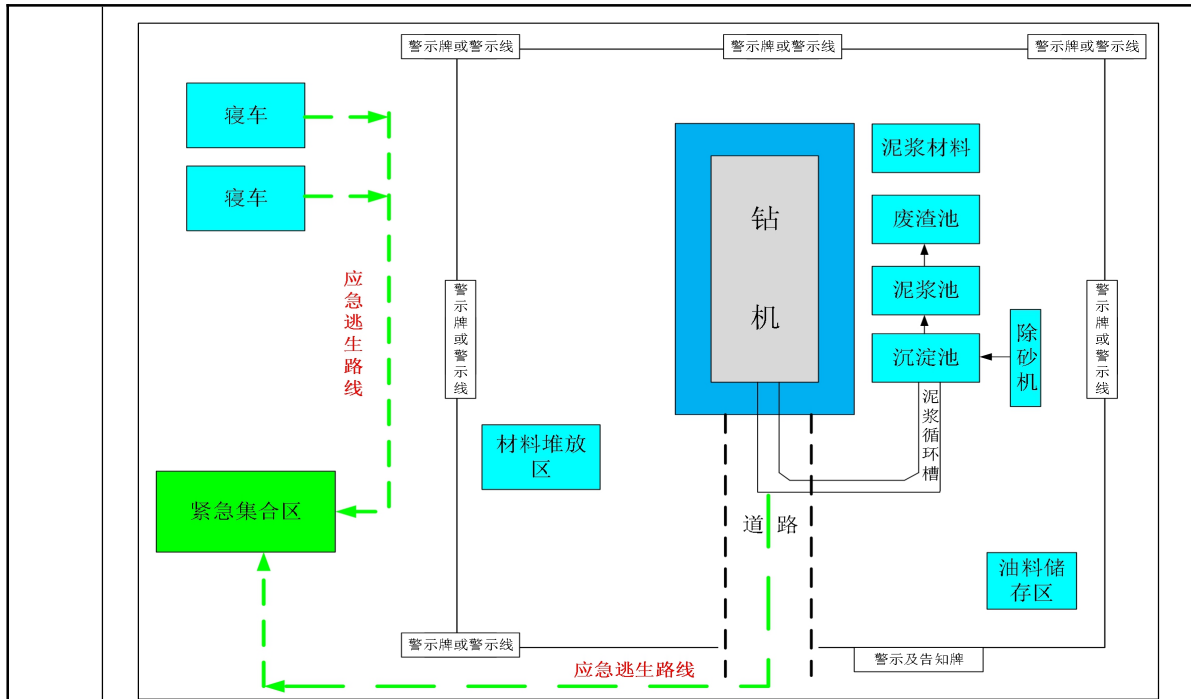 警示牌或警示线
警示牌或警示线
警示牌或警示线
寝车
泥浆材料
寝车
钻
机
废渣池
应急逃生路线
警示牌或警示线
泥浆池
警示牌或警示线
沉淀池
除砂机
泥浆循环槽
材料堆放
区
紧急集合区
道 路
油料储
存区
警示牌或警示线
警示及告知牌
应急逃生路线